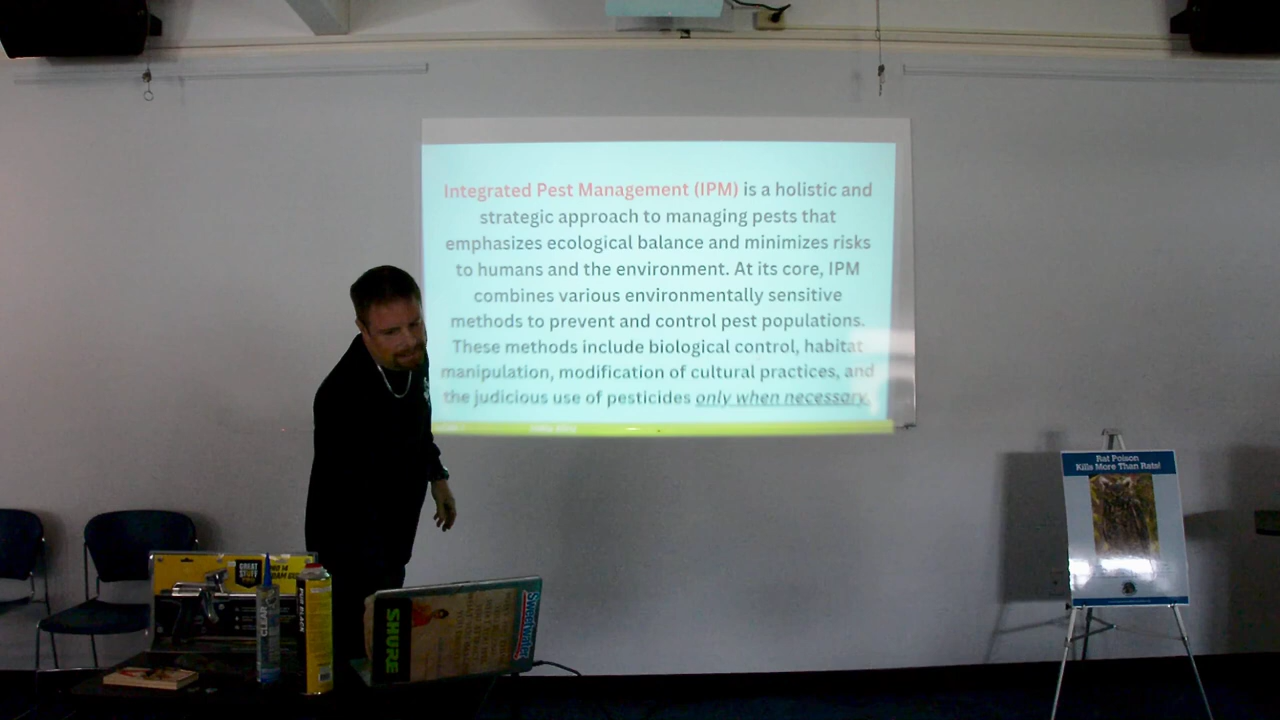 Integrated Pest Management (IPM) is a holistic and
strategic approach to managing pests that
emphasizes ecological balance and minimizes risks
to humans and the environment. At its core, IPM
combines various environmentally sensitive
methods to prevent and control pest populations.
These methods include biological control, habitat
manipulation, modification of cultural practices, and
the judicious use of pesticides only when necessary.
Rat Poison
Kills More Than Rats!
GREAT
STUFF
CLEAR
BLACK
SHURE
Sweetwater